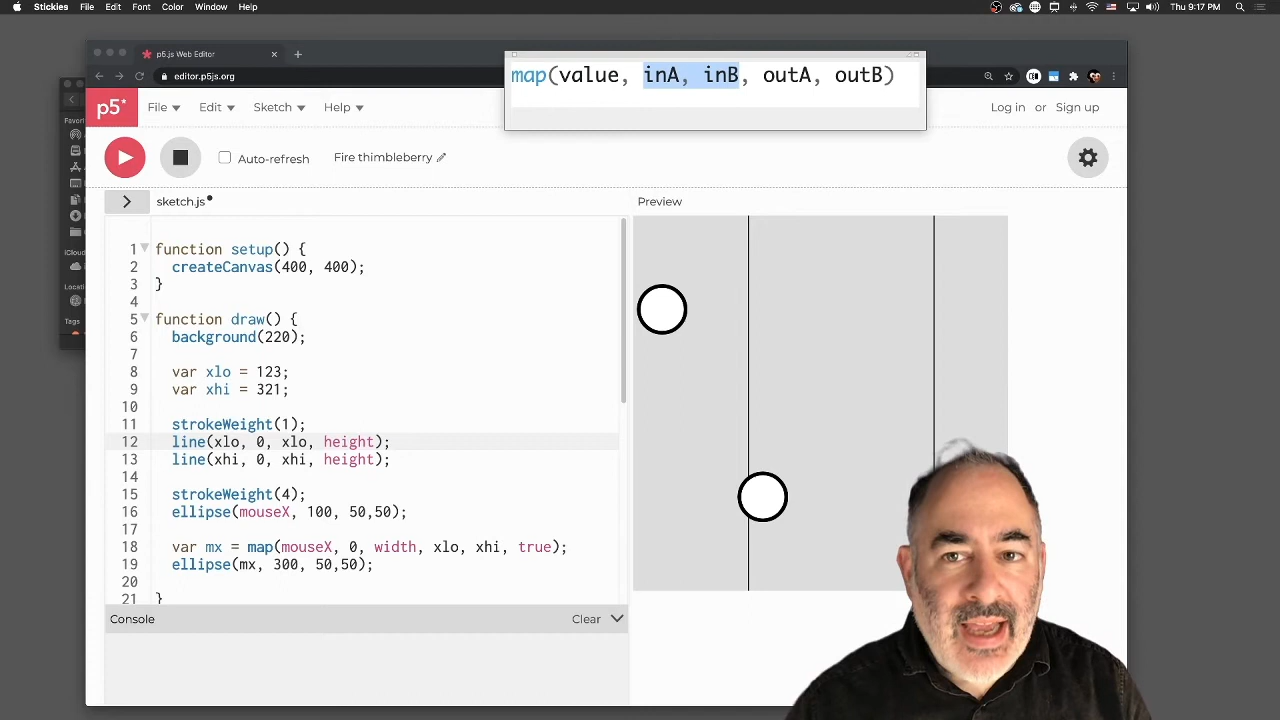 Stickies File Edit Font Color Window Help Thu 9:17 PM
p5.js Web Editor
editor.p5js.org
map(value, inA, inB, outA, outB)
p5* File Edit Sketch Help Log in or Sign up
Auto-refresh Fire thimbleberry
sketch.js Preview
Favori
iCloud
Locati
Tags
1 function setup() {
2 createCanvas(400, 400);
3 }
4
5 function draw() {
6 background(220);
7
8 var xlo = 123;
9 var xhi = 321;
10
11 strokeWeight(1);
12 line(xlo, 0, xlo, height);
13 line(xhi, 0, xhi, height);
14
15 strokeWeight(4);
16 ellipse(mouseX, 100, 50,50);
17
18 var mx = map(mouseX, 0, width, xlo, xhi, true);
19 ellipse(mx, 300, 50,50);
20
21 }
Console Clear